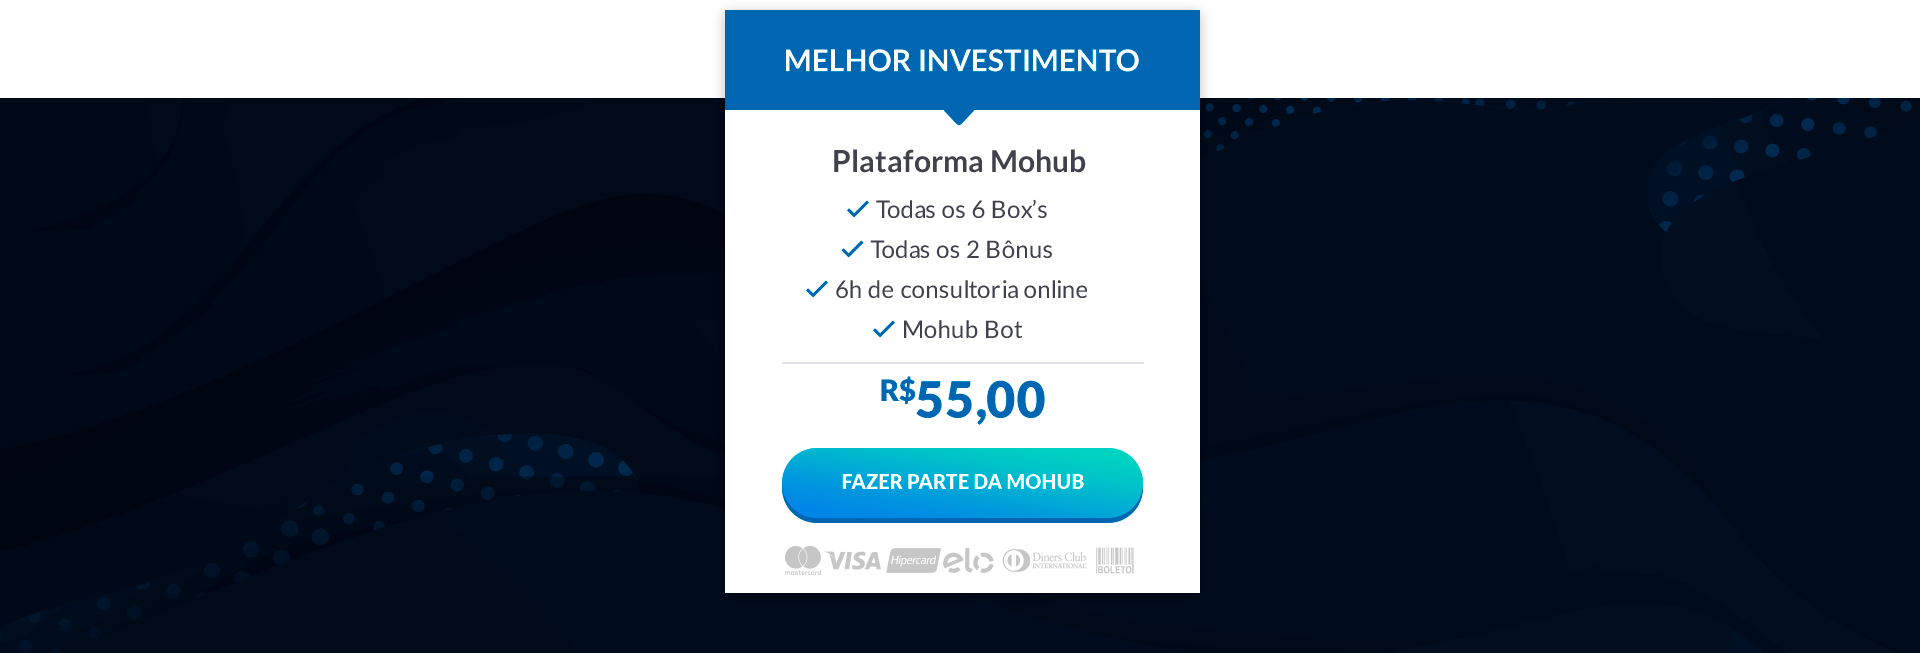 MELHOR INVESTIMENTO
Plataforma Mohub
Todas os 6 Box’s
Todas os 2 Bônus
6h de consultoria online
Mohub Bot
R$55,00
FAZER PARTE DA MOHUB
mastercard VISA Hipercard elo Diners Club INTERNATIONAL BOLETO